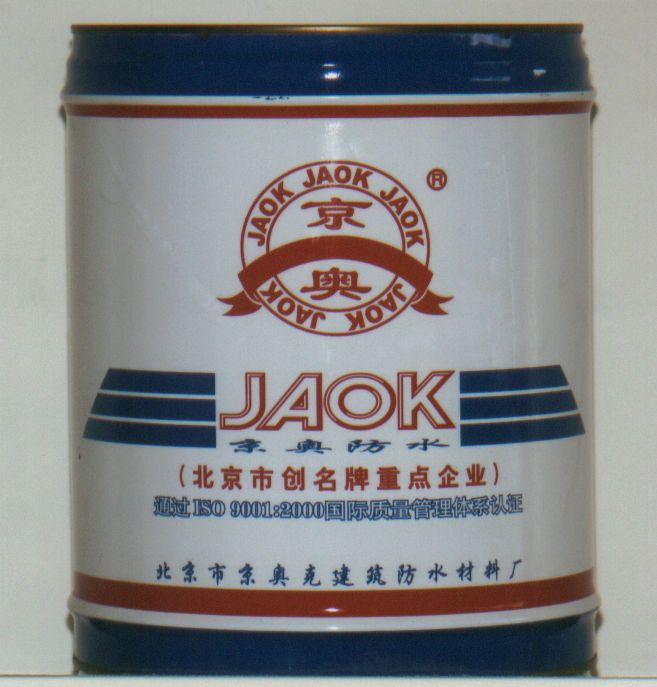 JAOK JAOK JAOK
®
京
奥
JAOK JAOK
JAOK
京奥防水
（北京市创名牌重点企业）
通过ISO 9001:2000国际质量管理体系认证
北京市京奥克建筑防水材料厂